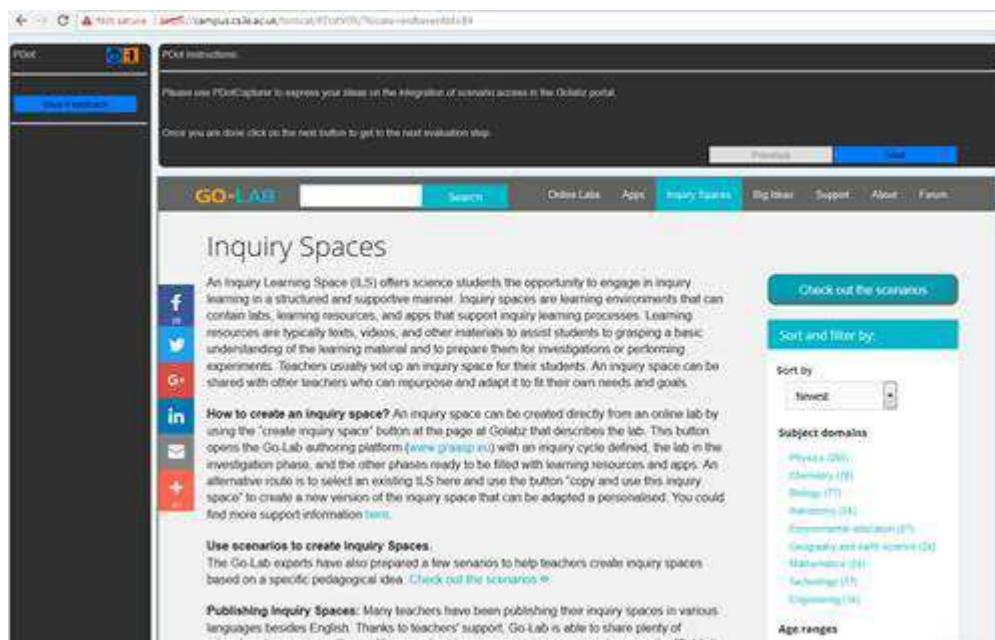 Not secure
campus.cs.le.ac.uk/tomcat/
PDot
PDot Instructions:
Give Feedback
Please use PDotCapturer to express your ideas on the integration of scenario access in the Golabz portal.
Once you are done click on the next button to get to the next evaluation step.
Previous
Next
GO-LAB
Search
Online Labs
Apps
Inquiry Spaces
Big Ideas
Support
About
Forum
Inquiry Spaces
An Inquiry Learning Space (ILS) offers science students the opportunity to engage in inquiry
learning in a structured and supportive manner. Inquiry spaces are learning environments that can
contain labs, learning resources, and apps that support inquiry learning processes. Learning
resources are typically texts, videos, and other materials to assist students to grasping a basic
understanding of the learning material and to prepare them for investigations or performing
experiments. Teachers usually set up an inquiry space for their students. An inquiry space can be
shared with other teachers who can repurpose and adapt it to fit their own needs and goals.
How to create an inquiry space? An inquiry space can be created directly from an online lab by
using the "create inquiry space" button at the page at Golabz that describes the lab. This button
opens the Go-Lab authoring platform (www.graasp.eu) with an inquiry cycle defined, the lab in the
investigation phase, and the other phases ready to be filled with learning resources and apps. An
alternative route is to select an existing ILS here and use the button "copy and use this inquiry
space" to create a new version of the inquiry space that can be adapted a personalised. You could
find more support information here.
Use scenarios to create Inquiry Spaces.
The Go-Lab experts have also prepared a few senarios to help teachers create inquiry spaces
based on a specific pedagogical idea. Check out the scenarios
Publishing Inquiry Spaces: Many teachers have been publishing their inquiry spaces in various
languages besides English. Thanks to teachers' support, Go-Lab is able to share plenty of
Check out the scenarios
Sort and filter by:
Sort by
Newest
Subject domains
Physics
Chemistry
Biology
Astronomy
Environmental education
Geography and earth science
Mathematics
Technology
Engineering
Age ranges